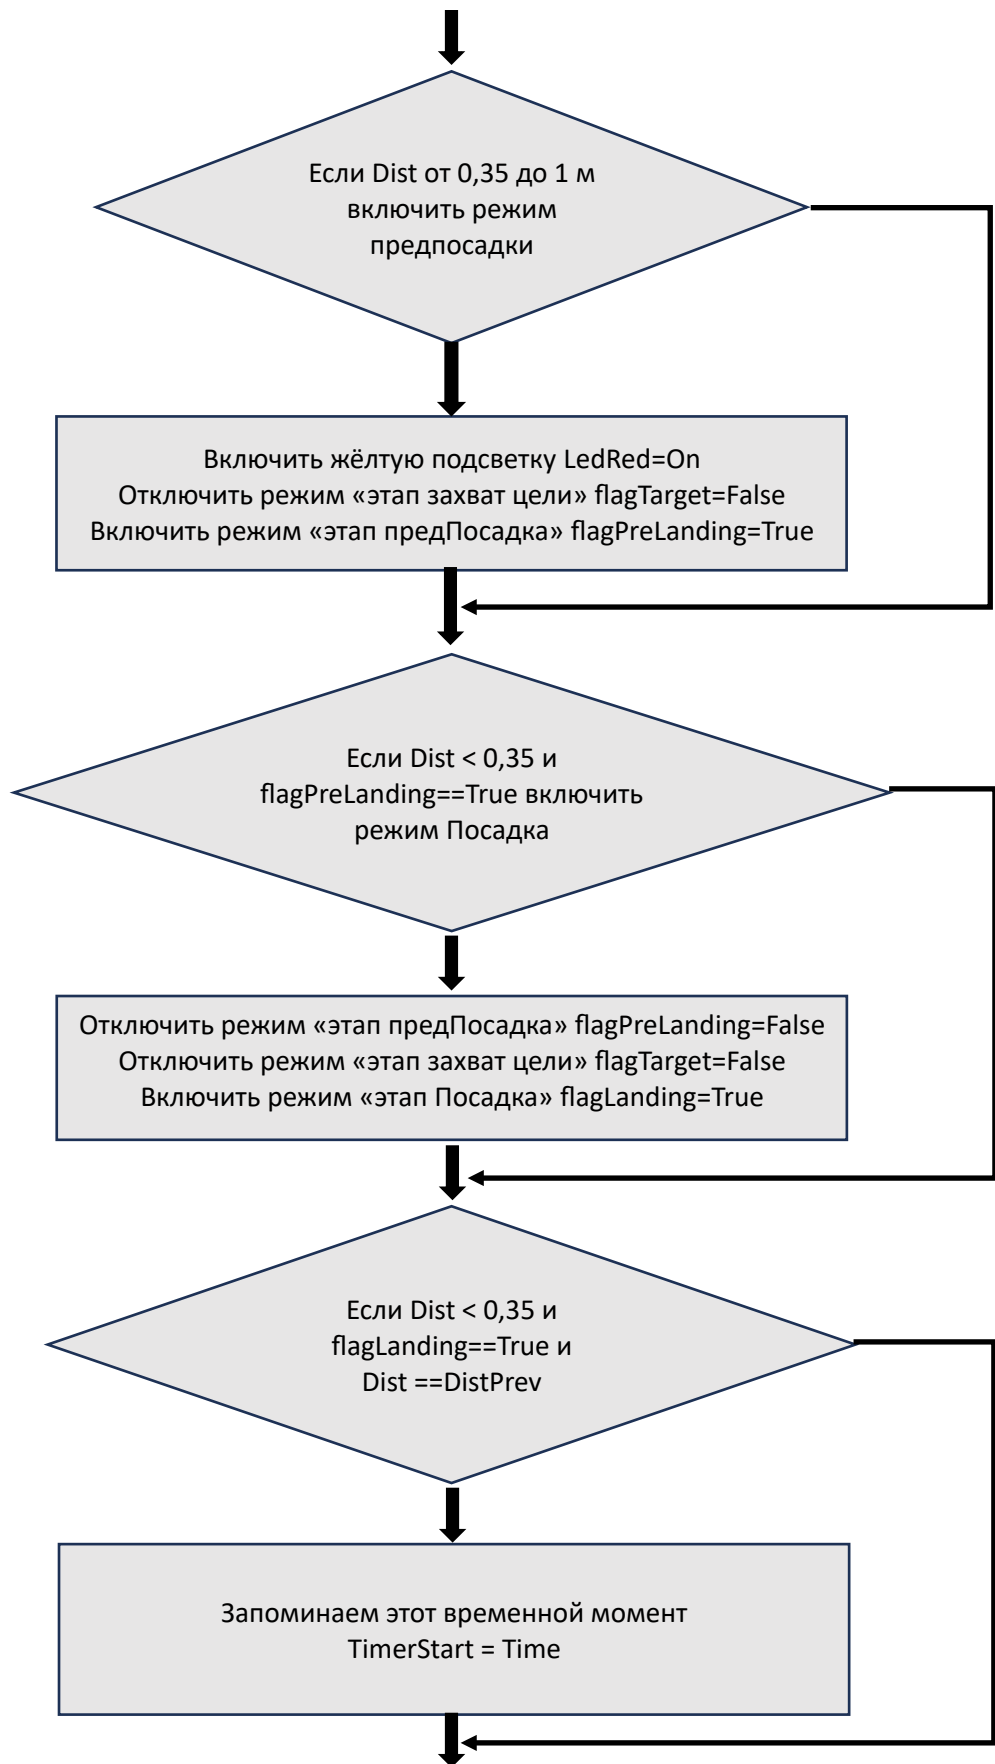 Если Dist от 0,35 до 1 м
включить режим
предпосадки
Включить жёлтую подсветку LedRed=On
Отключить режим «этап захват цели» flagTarget=False
Включить режим «этап предПосадка» flagPreLanding=True
Если Dist < 0,35 и
flagPreLanding==True включить
режим Посадка
Отключить режим «этап предПосадка» flagPreLanding=False
Отключить режим «этап захват цели» flagTarget=False
Включить режим «этап Посадка» flagLanding=True
Если Dist < 0,35 и
flagLanding==True и
Dist ==DistPrev
Запоминаем этот временной момент
TimerStart = Time